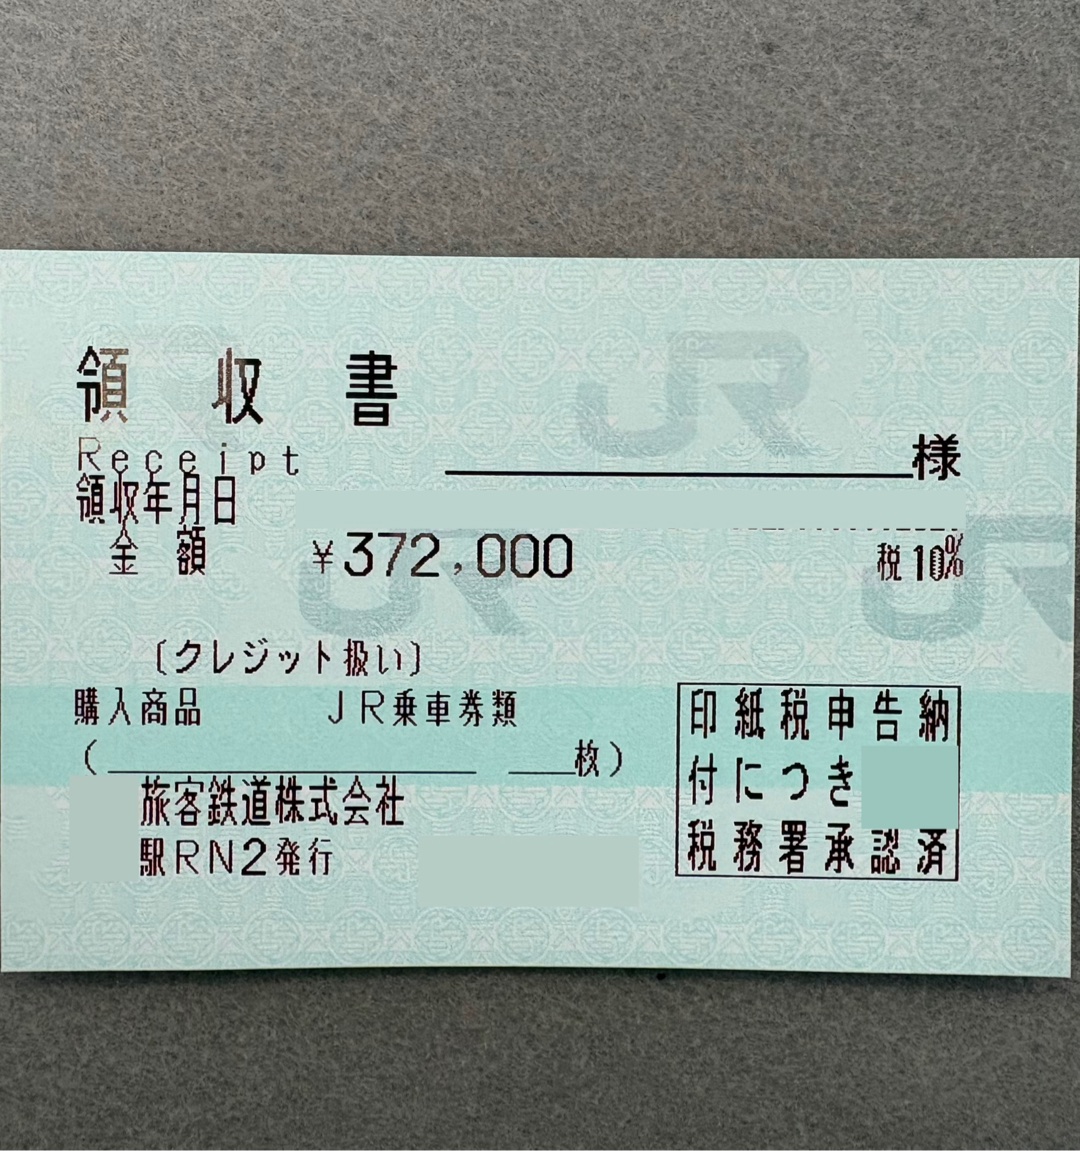 領収書
Receipt
様
領収年月日
金額 ¥372,000 税10%
〔クレジット扱い〕
購入商品 JR乗車券類
( 枚)
旅客鉄道株式会社
駅RN2発行
印紙税申告納
付につき
税務署承認済
JR
JR
JR